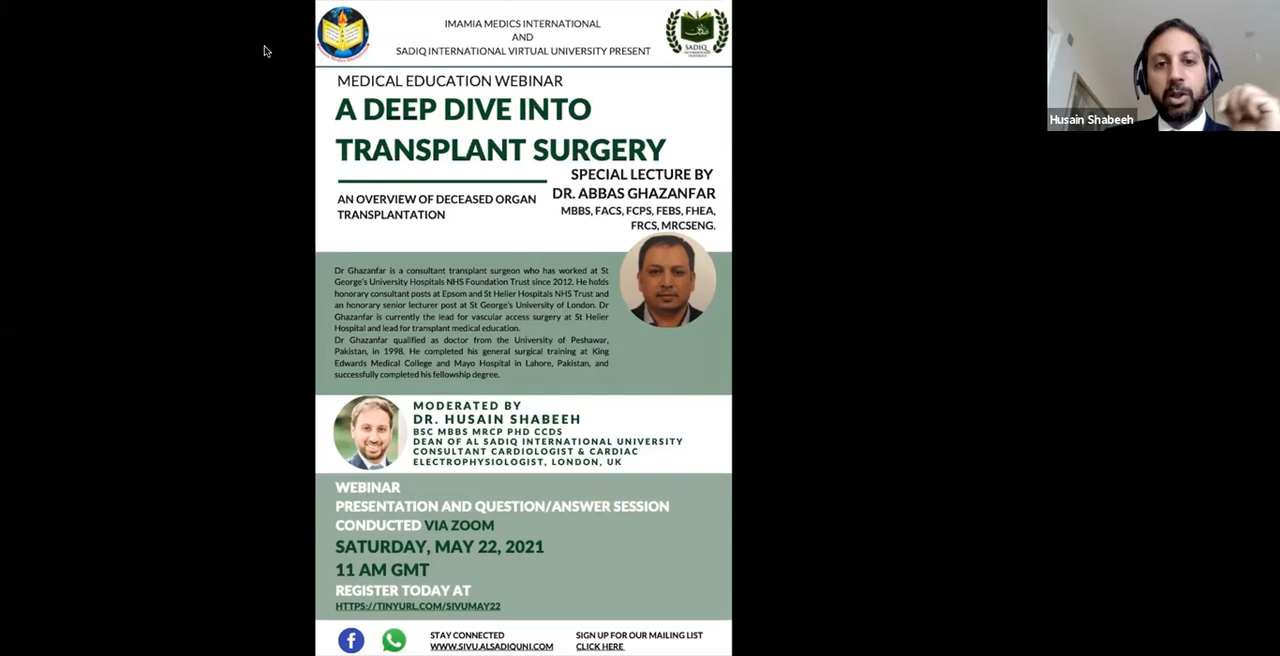 IMAMIA MEDICS INTERNATIONAL
AND
SADIQ INTERNATIONAL VIRTUAL UNIVERSITY PRESENT
SADIQ
MEDICAL EDUCATION WEBINAR
A DEEP DIVE INTO
TRANSPLANT SURGERY
SPECIAL LECTURE BY
DR. ABBAS GHAZANFAR
MBBS, FACS, FCPS, FEBS, FHEA,
FRCS, MRCSENG.
AN OVERVIEW OF DECEASED ORGAN
TRANSPLANTATION
Dr Ghazanfar is a consultant transplant surgeon who has worked at St
George's University Hospitals NHS Foundation Trust since 2012. He holds
honorary consultant posts at Epsom and St Helier Hospitals NHS Trust and
an honorary senior lecturer post at St George's University of London. Dr
Ghazanfar is currently the lead for vascular access surgery at St Helier
Hospital and lead for transplant medical education.
Dr Ghazanfar qualified as doctor from the University of Peshawar,
Pakistan, in 1998. He completed his general surgical training at King
Edwards Medical College and Mayo Hospital in Lahore, Pakistan, and
successfully completed his fellowship degree.
MODERATED BY
DR. HUSAIN SHABEEH
BSC MBBS MRCP PHD CCDS
DEAN OF AL SADIQ INTERNATIONAL UNIVERSITY
CONSULTANT CARDIOLOGIST & CARDIAC
ELECTROPHYSIOLOGIST, LONDON, UK
WEBINAR
PRESENTATION AND QUESTION/ANSWER SESSION
CONDUCTED VIA ZOOM
SATURDAY, MAY 22, 2021
11 AM GMT
REGISTER TODAY AT
HTTPS://TINYURL.COM/SIVUMAY22
STAY CONNECTED
WWW.SIVU.ALSADIQUNI.COM
SIGN UP FOR OUR MAILING LIST
CLICK HERE
Husain Shabeeh